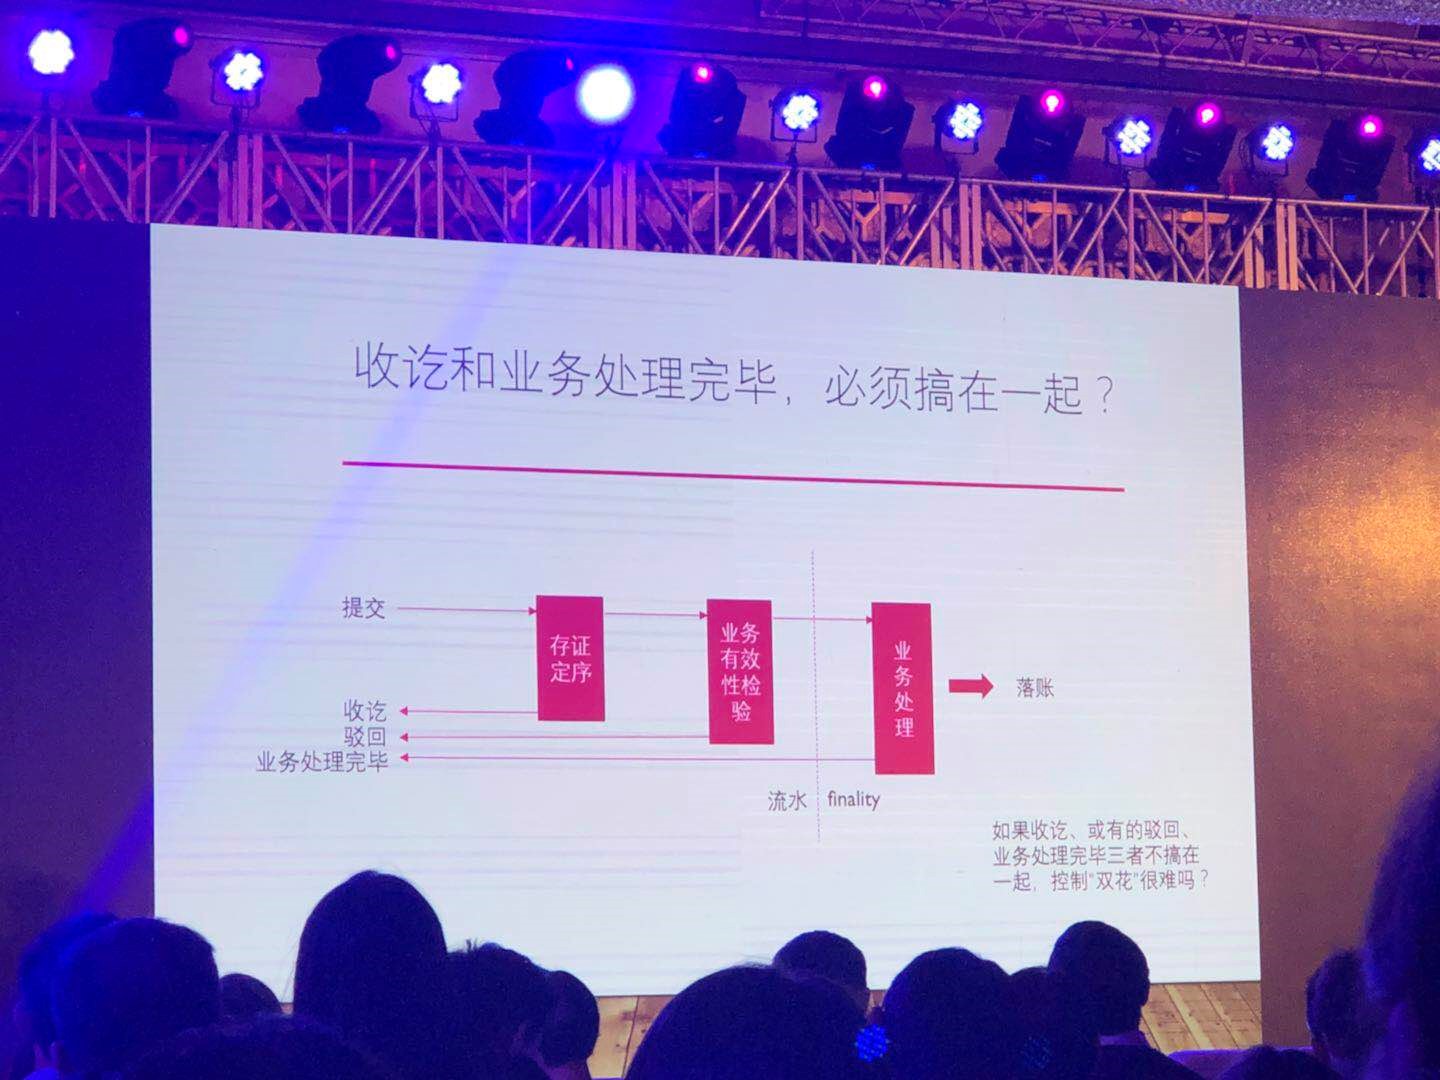 收讫和业务处理完毕，必须搞在一起？
提交
存证
定序
业务
有效
性检
验
业
务
处
理
落账
收讫
驳回
业务处理完毕
流水
finality
如果收讫、或有的驳回、
业务处理完毕三者不搞在
一起，控制"双花"很难吗？